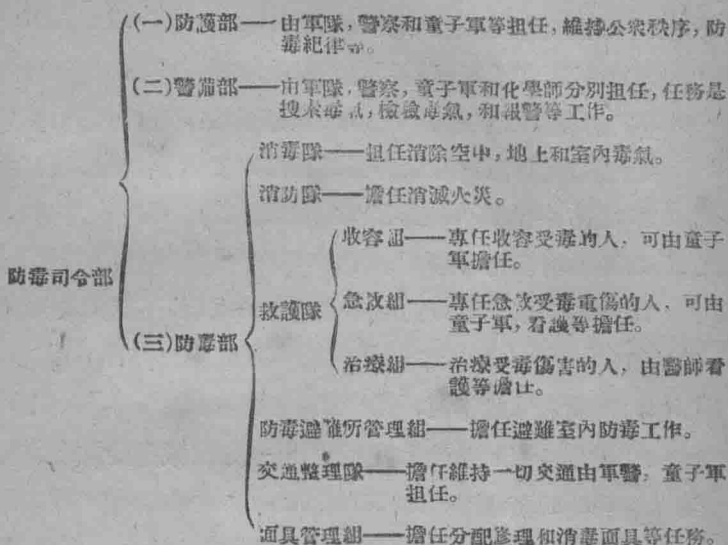 防毒司令部
(一)防護部——由軍隊,警察和童子軍等担任,維持公衆秩序,防
毒紀律等。
(二)警備部——由軍隊,警察,童子軍和化學師分別担任,任務是
搜索毒氣,檢驗毒氣,和報警等工作。
(三)防毒部
消毒隊——担任消除空中,地上和室內毒氣。
消防隊——擔任消滅火災。
救護隊
收容組——專任收容受毒的人,可由童子
軍擔任。
急救組——專任急救受毒重傷的人,可由
童子軍,看護等擔任。
治療組——治療受毒傷害的人,由醫師看
護等擔任。
防毒避難所管理組——擔任避難室內防毒工作。
交通整理隊——擔任維持一切交通由軍警,童子軍
担任。
面具管理組——擔任分配修理和消毒面具等任務。